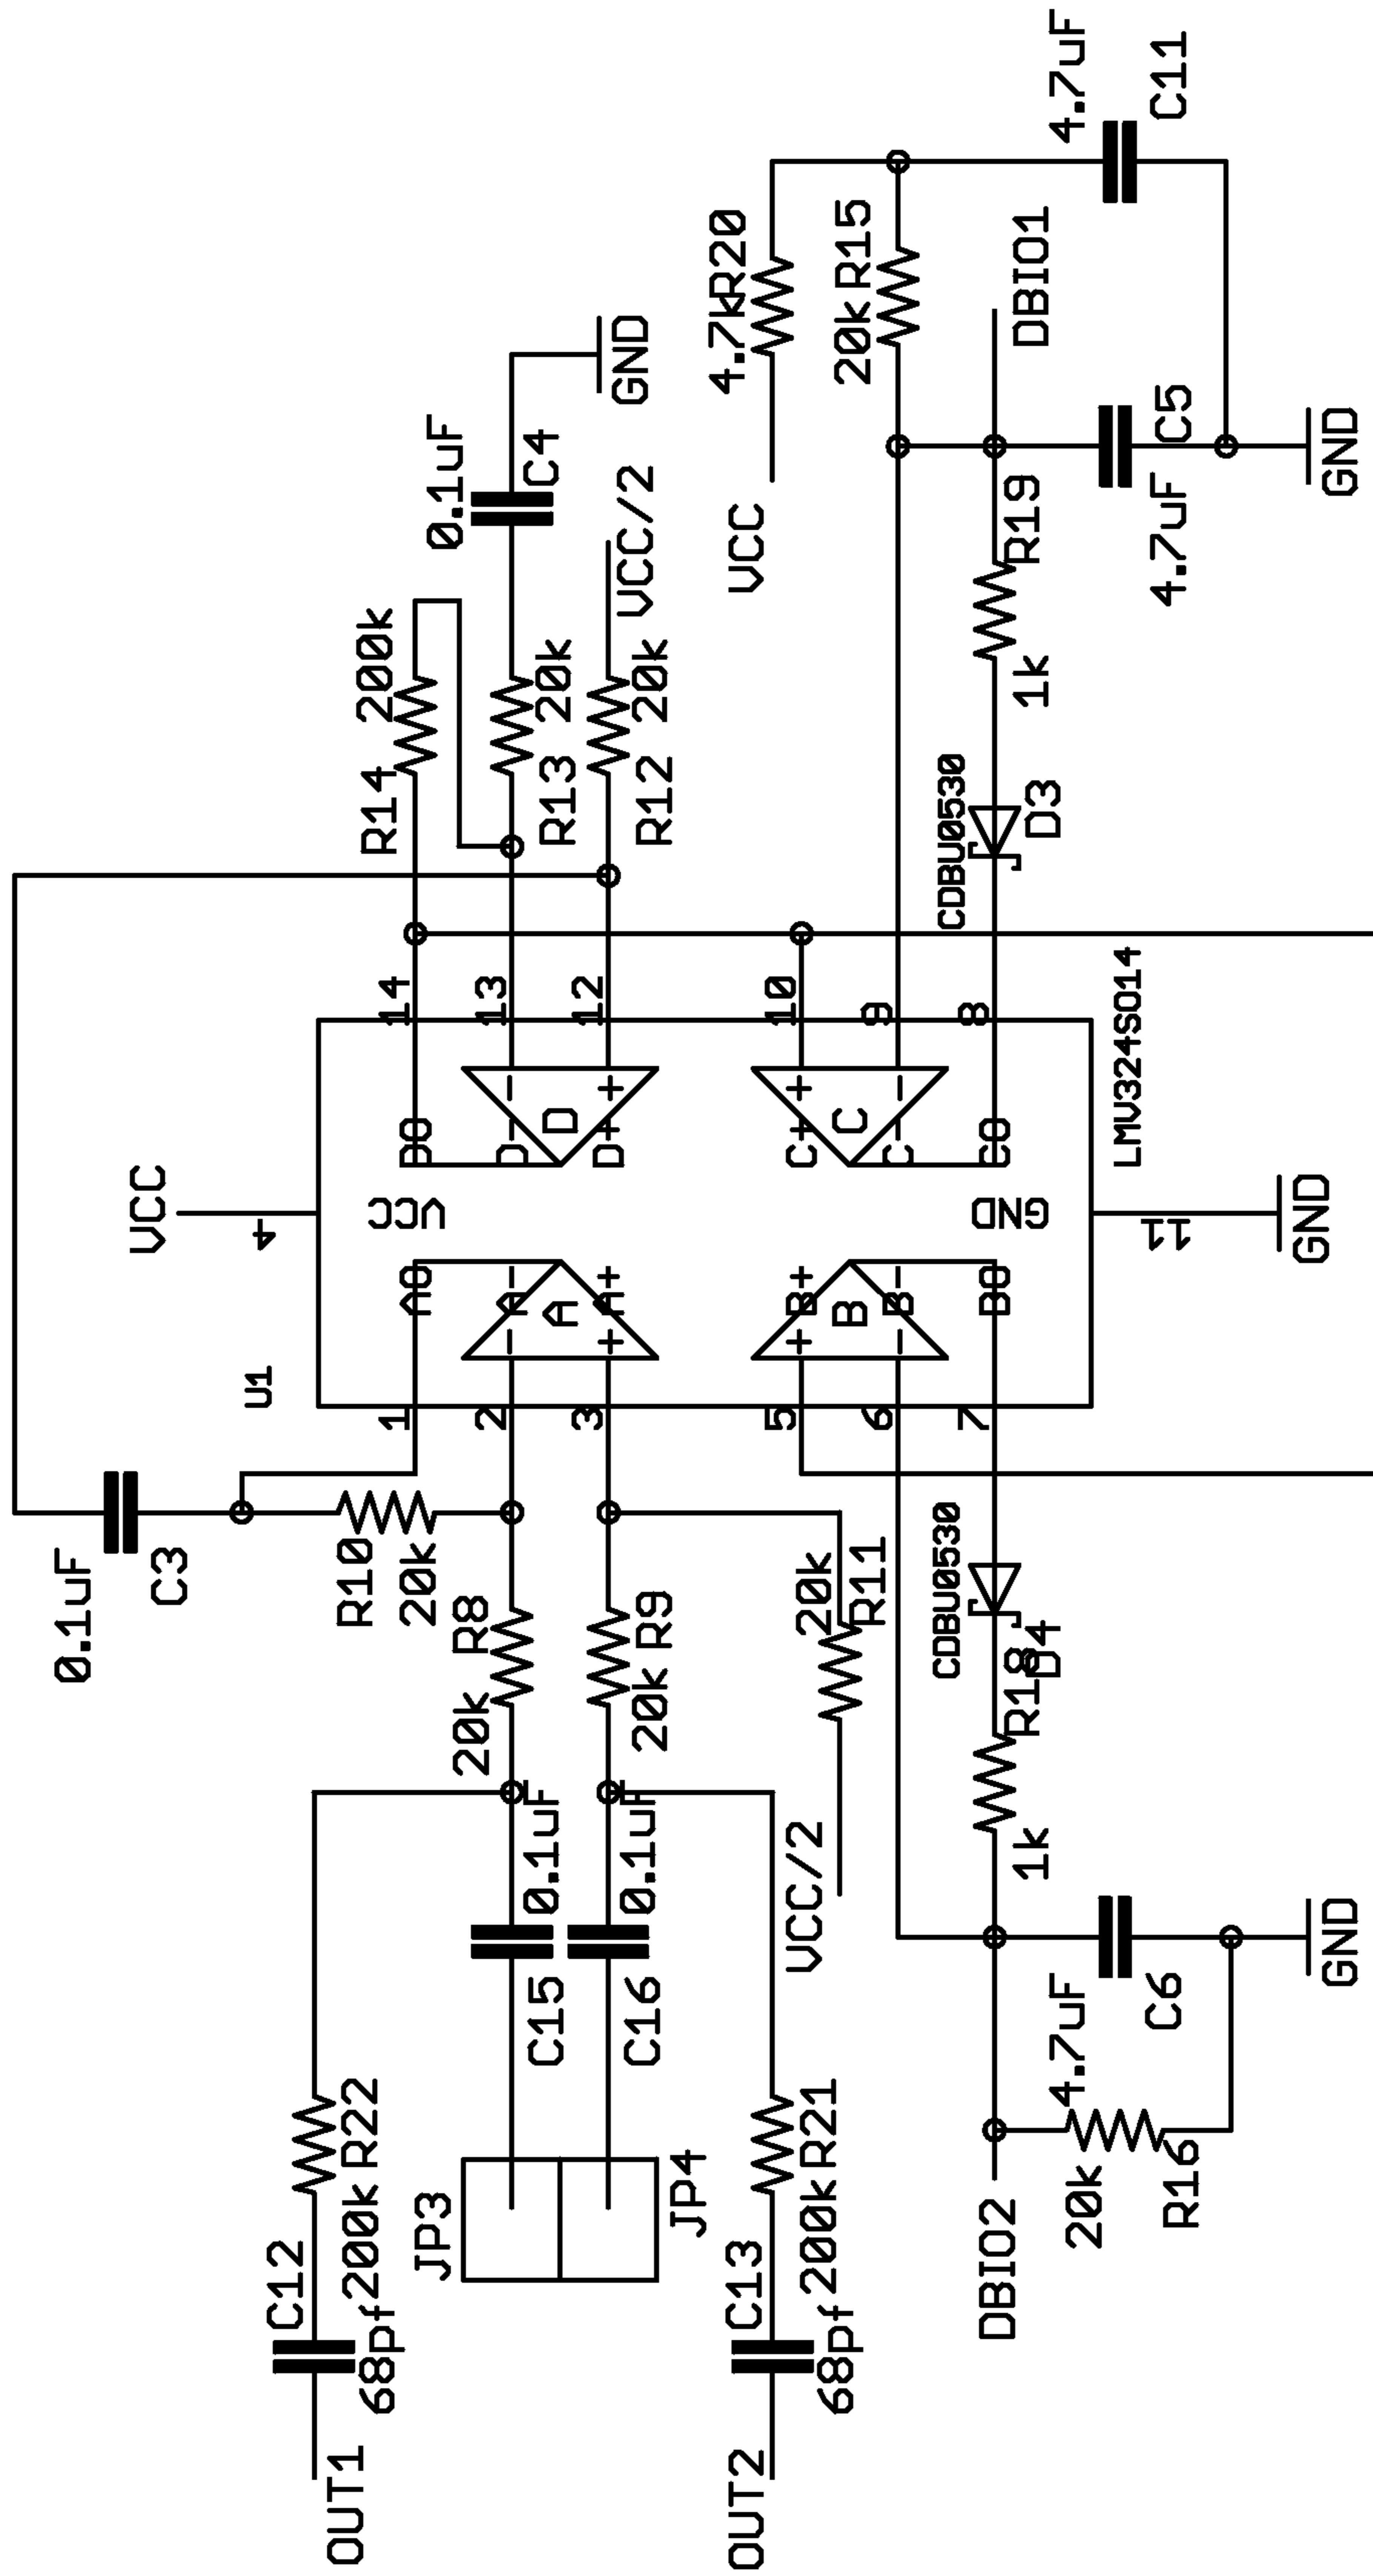 OUT1
C12
68pf
200k
R22
JP3
JP4
C15
0.1uF
C16
0.1uF
OUT2
C13
68pf
200k
R21
VCC/2
20k
R11
20k
R8
20k
R9
R10
20k
0.1uF
C3
U1
VCC
4
1
2
3
5
6
7
AO
A-
A+
A
-
+
B+
B-
BO
B
+
-
VCC
GND
DO
D-
D+
D
-
+
C+
C-
CO
C
+
-
14
13
12
10
9
8
11
GND
LMV324SO14
R14
200k
R13
20k
R12
20k
0.1uF
C4
GND
VCC/2
VCC
4.7k
R20
20k
R15
DBIO1
4.7uF
C11
C5
4.7uF
GND
R19
1k
CDBU0530
D3
CDBU0530
D4
R18
1k
DBIO2
4.7uF
C6
20k
R16
GND